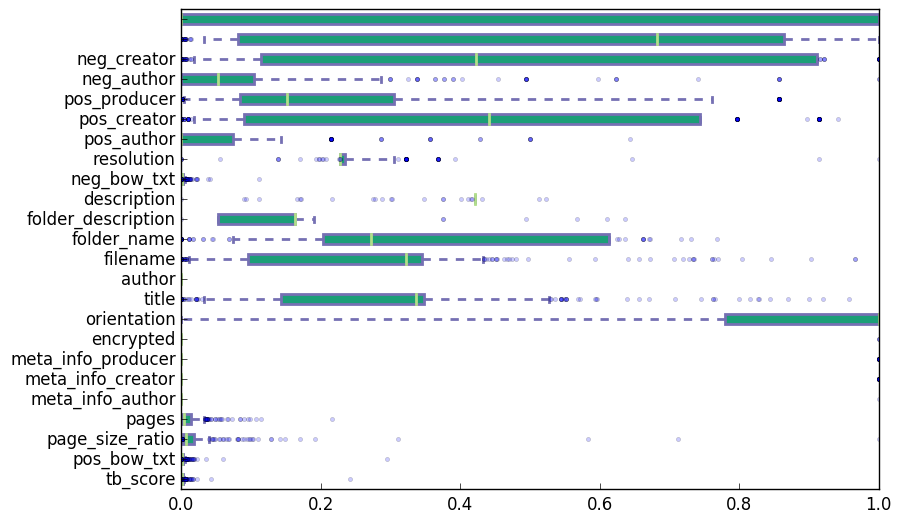 neg_creator
neg_author
pos_producer
pos_creator
pos_author
resolution
neg_bow_txt
description
folder_description
folder_name
filename
author
title
orientation
encrypted
meta_info_producer
meta_info_creator
meta_info_author
pages
page_size_ratio
pos_bow_txt
tb_score
0.0 0.2 0.4 0.6 0.8 1.0